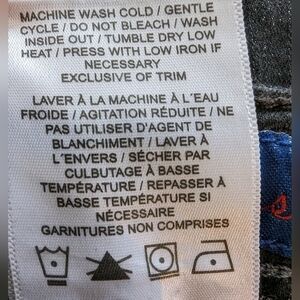 MACHINE WASH COLD / GENTLE
CYCLE / DO NOT BLEACH / WASH
INSIDE OUT / TUMBLE DRY LOW
HEAT / PRESS WITH LOW IRON IF
NECESSARY
EXCLUSIVE OF TRIM
LAVER À LA MACHINE À L´EAU
FROIDE / AGITATION RÉDUITE / NE
PAS UTILISER D'AGENT DE
BLANCHIMENT / LAVER À
L´ENVERS / SÉCHER PAR
CULBUTAGE À BASSE
TEMPÉRATURE / REPASSER À
BASSE TEMPÉRATURE SI
NÉCESSAIRE
GARNITURES NON COMPRISES